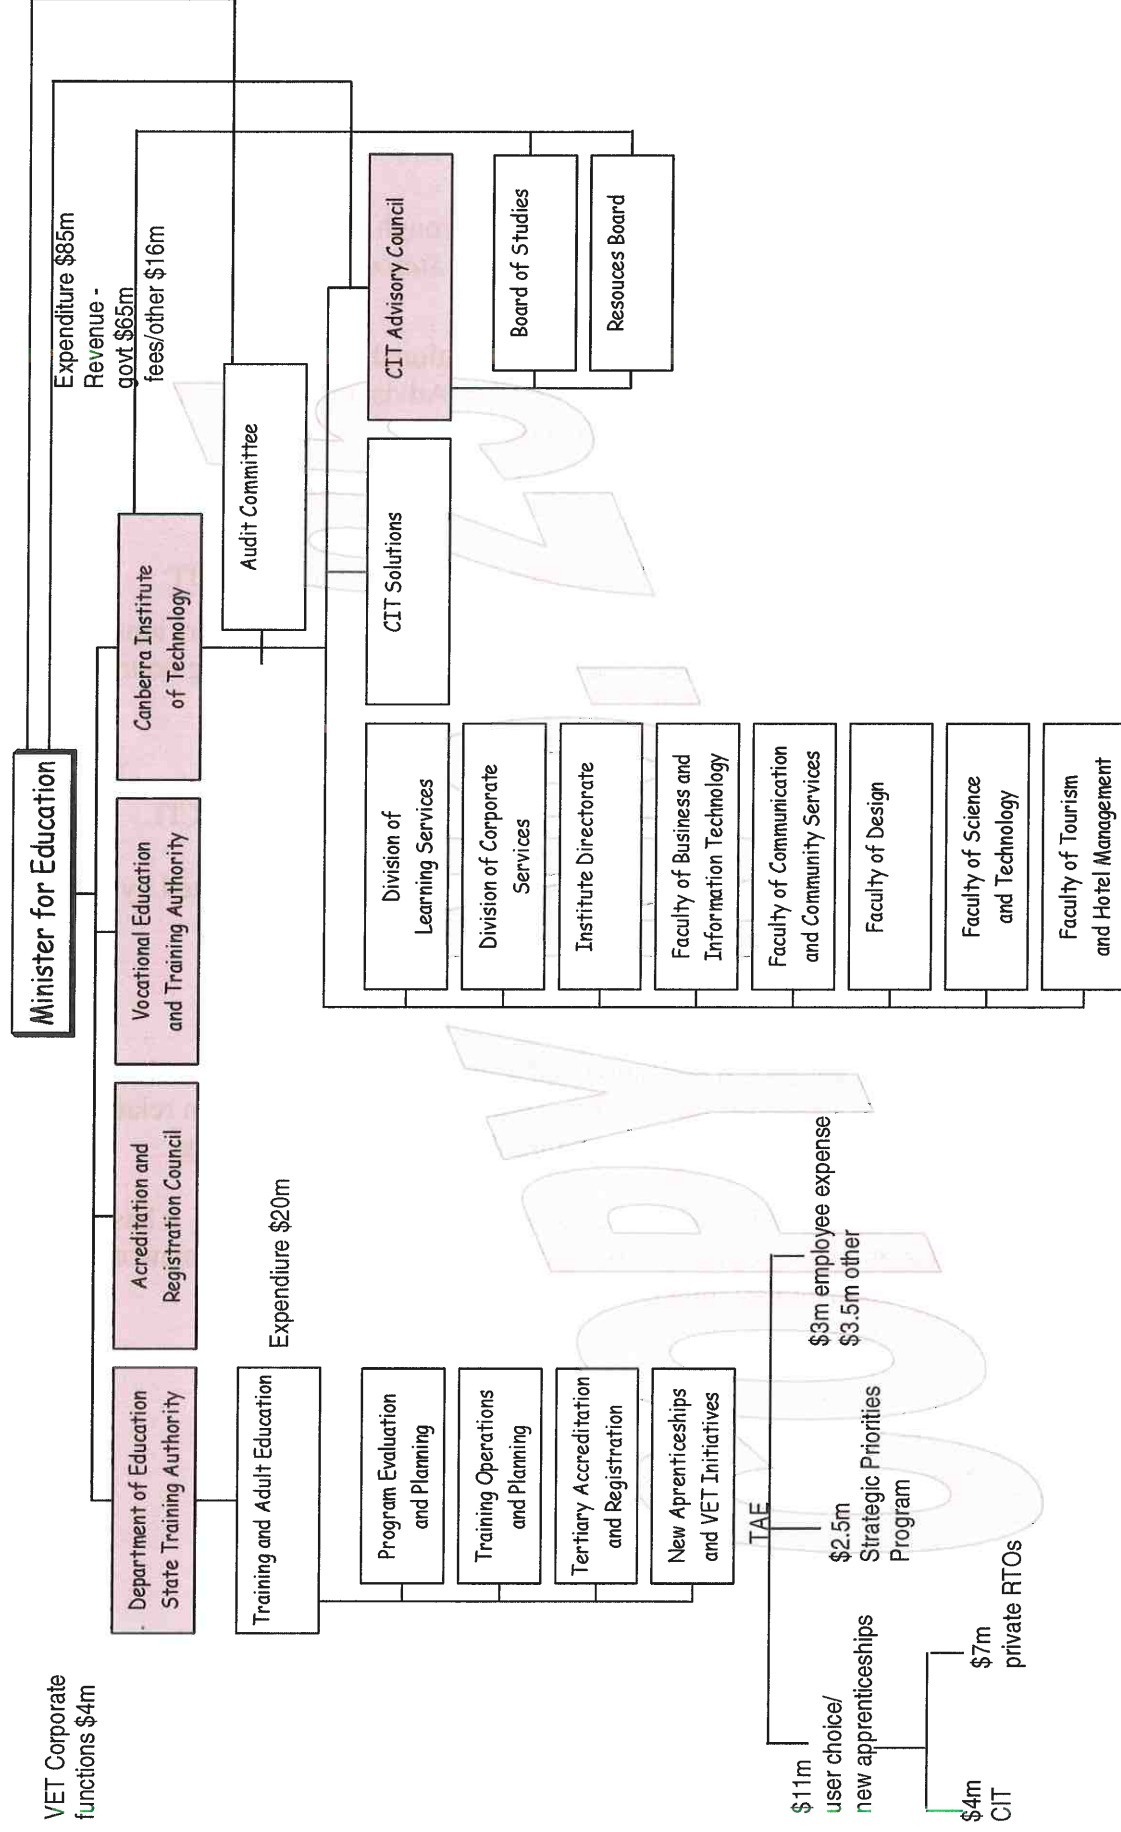 Minister for Education
VET Corporate
functions $4m
Department of Education
State Training Authority
Acreditation and
Registration Council
Vocational Education
and Training Authority
Canberra Institute
of Technology
Expenditure $85m
Revenue -
govt $65m
fees/other $16m
Training and Adult Education
Expendiure $20m
Audit Committee
Program Evaluation
and Planning
Training Operations
and Planning
Tertiary Accreditation
and Registration
New Aprenticeships
and VET Initiatives
Division of
Learning Services
Division of Corporate
Services
Institute Directorate
Faculty of Business and
Information Technology
Faculty of Communication
and Community Services
Faculty of Design
Faculty of Science
and Technology
Faculty of Tourism
and Hotel Management
CIT Solutions
CIT Advisory Council
Board of Studies
Resouces Board
TAE
$11m
user choice/
new apprenticeships
$2.5m
Strategic Priorities
Program
$3m employee expense
$3.5m other
$4m
CIT
$7m
private RTOs
COPY